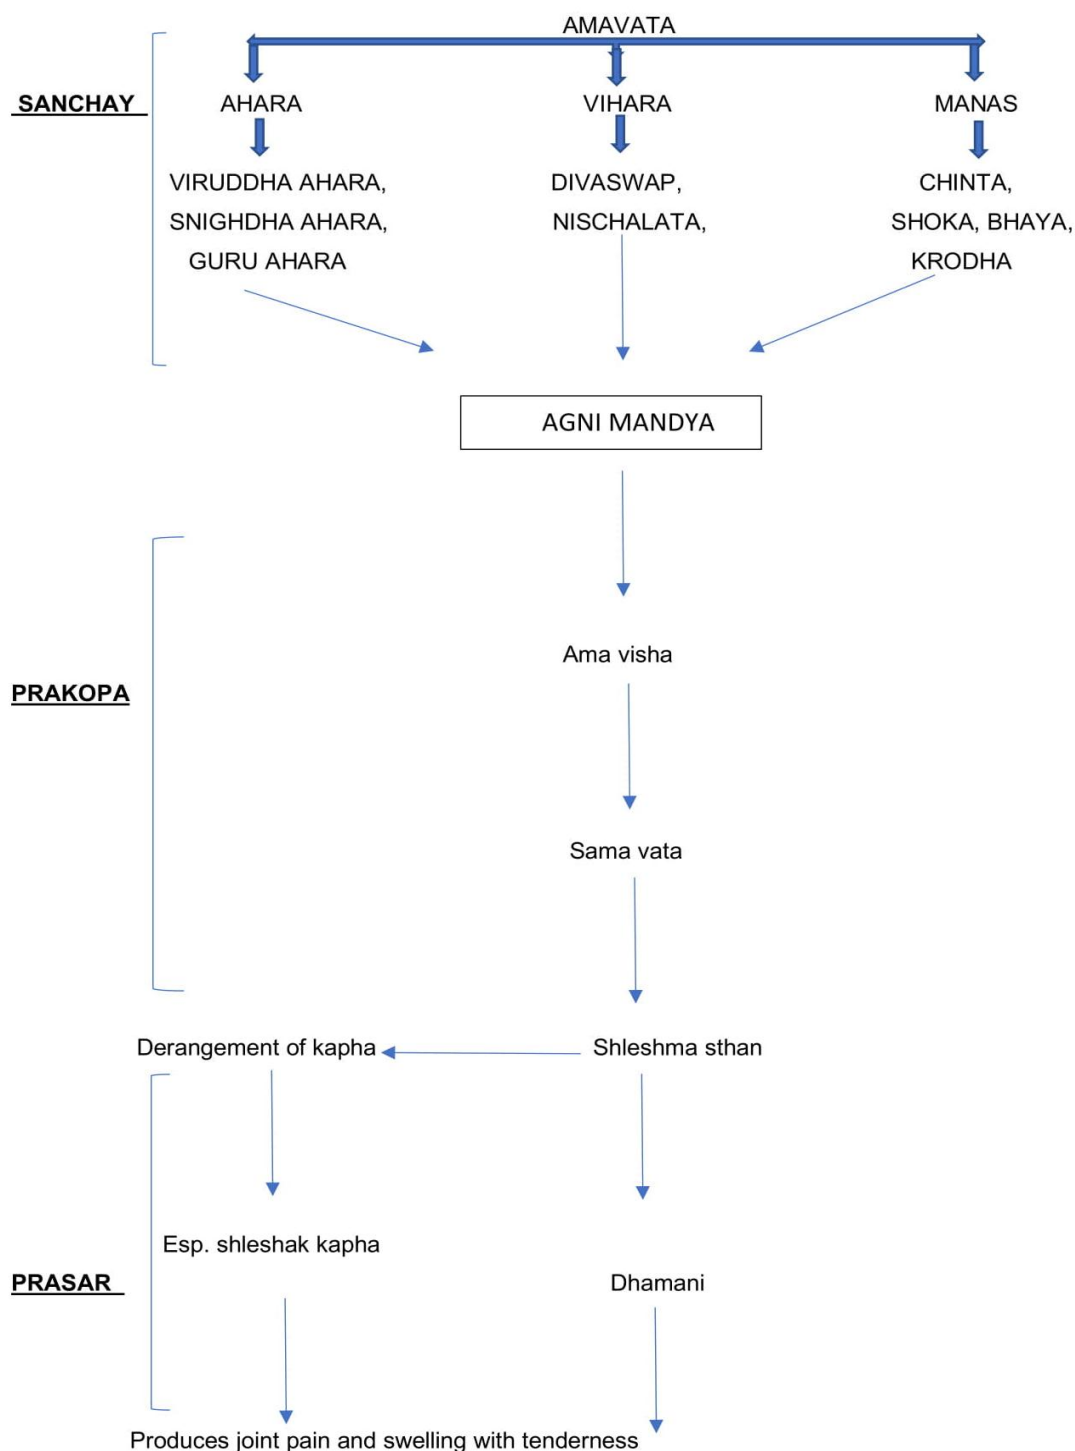 AMAVATA
SANCHAY
AHARA
VIHARA
MANAS
VIRUDDHA AHARA,
SNIGHDHA AHARA,
GURU AHARA
DIVASWAP,
NISCHALATA,
CHINTA,
SHOKA, BHAYA,
KRODHA
AGNI MANDYA
PRAKOPA
Ama visha
Sama vata
Derangement of kapha
Shleshma sthan
PRASAR
Esp. shleshak kapha
Dhamani
Produces joint pain and swelling with tenderness